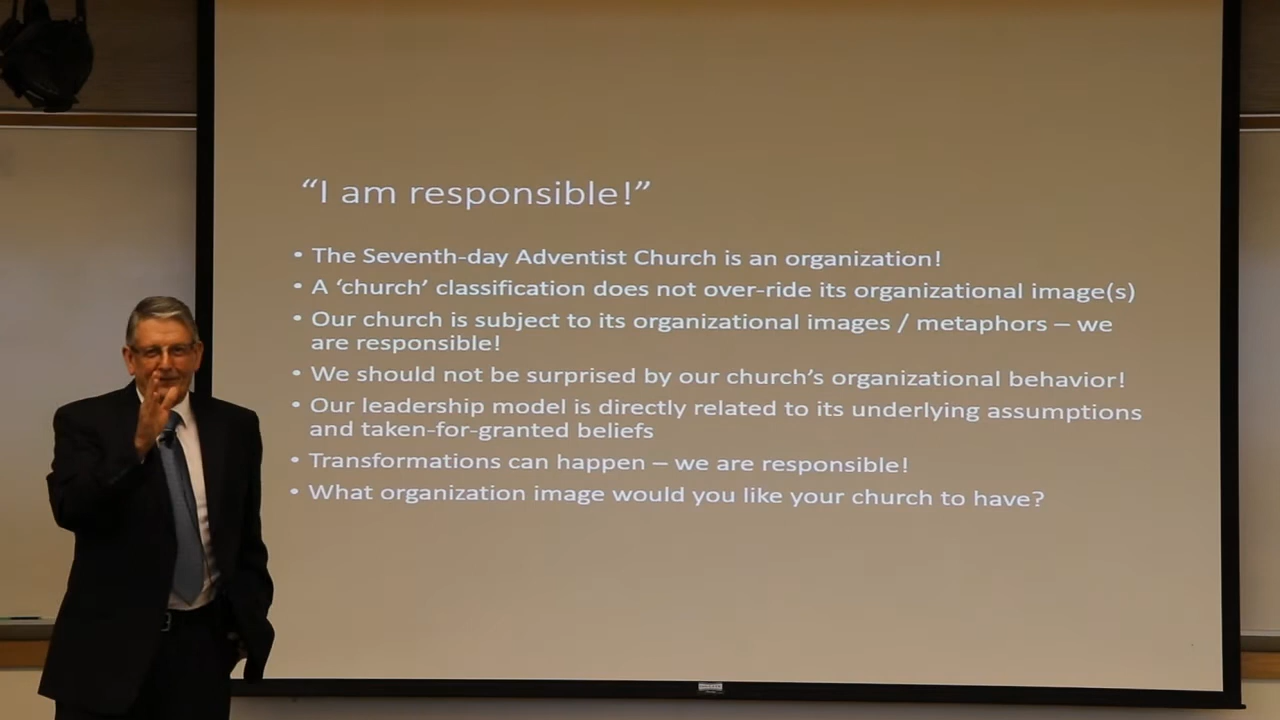 “I am responsible!”
• The Seventh-day Adventist Church is an organization!
• A ‘church’ classification does not over-ride its organizational image(s)
• Our church is subject to its organizational images / metaphors – we
are responsible!
• We should not be surprised by our church’s organizational behavior!
• Our leadership model is directly related to its underlying assumptions
and taken-for-granted beliefs
• Transformations can happen – we are responsible!
• What organization image would you like your church to have?